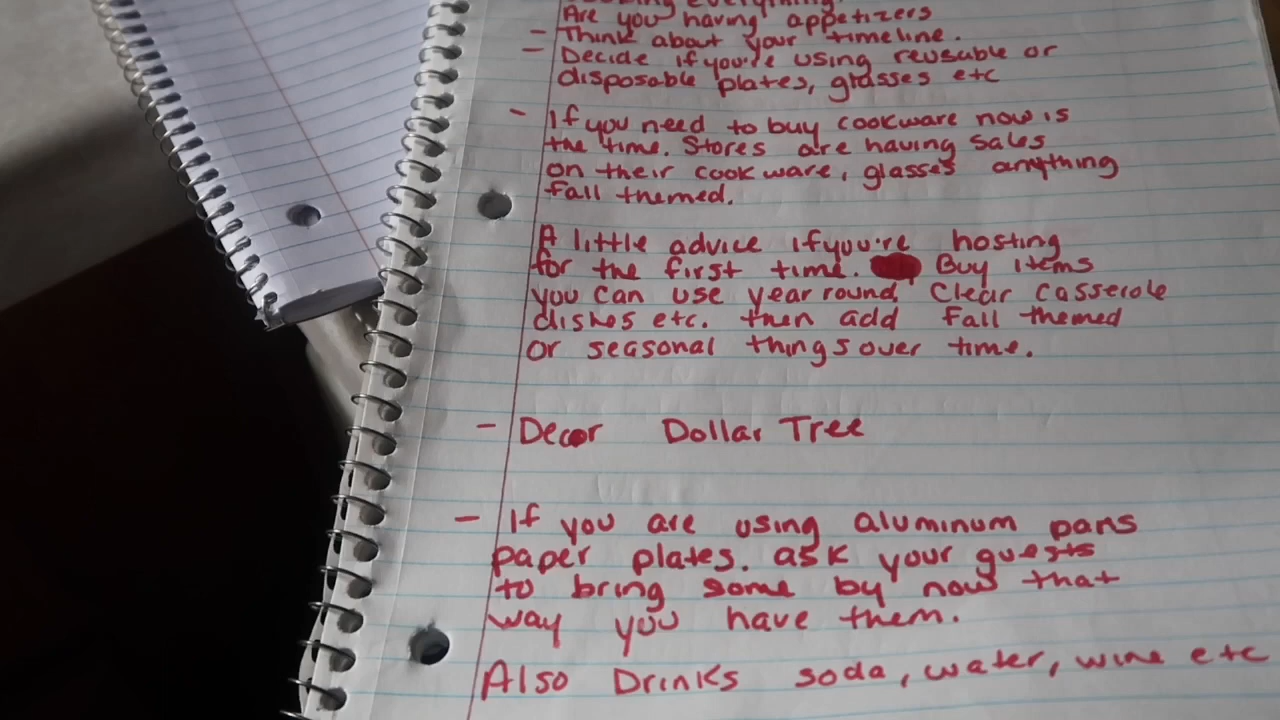 everything.
Are you having appetizers
- Think about your timeline.
- Decide if you're using reusable or
disposable plates, glasses etc
- If you need to buy cookware now is
the time. Stores are having sales
on their cookware, glasses anything
fall themed.
A little advice if you're hosting
for the first time. Buy items
you can use year round, Clear casserole
dishes etc. then add fall themed
or seasonal things over time.
- Decor Dollar Tree
- If you are using aluminum pans
paper plates. ask your guests
to bring some by now that
way you have them.
Also Drinks soda, water, wine etc